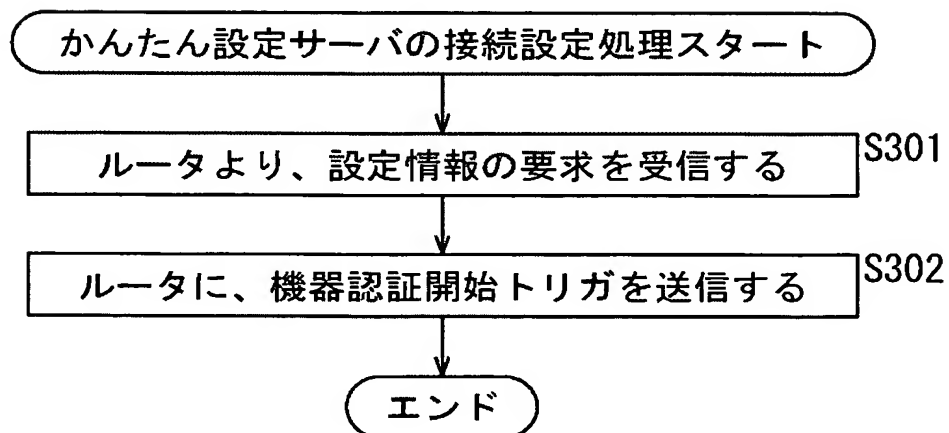 かんたん設定サーバの接続設定処理スタート
ルータより、設定情報の要求を受信する
S301
ルータに、機器認証開始トリガを送信する
S302
エンド